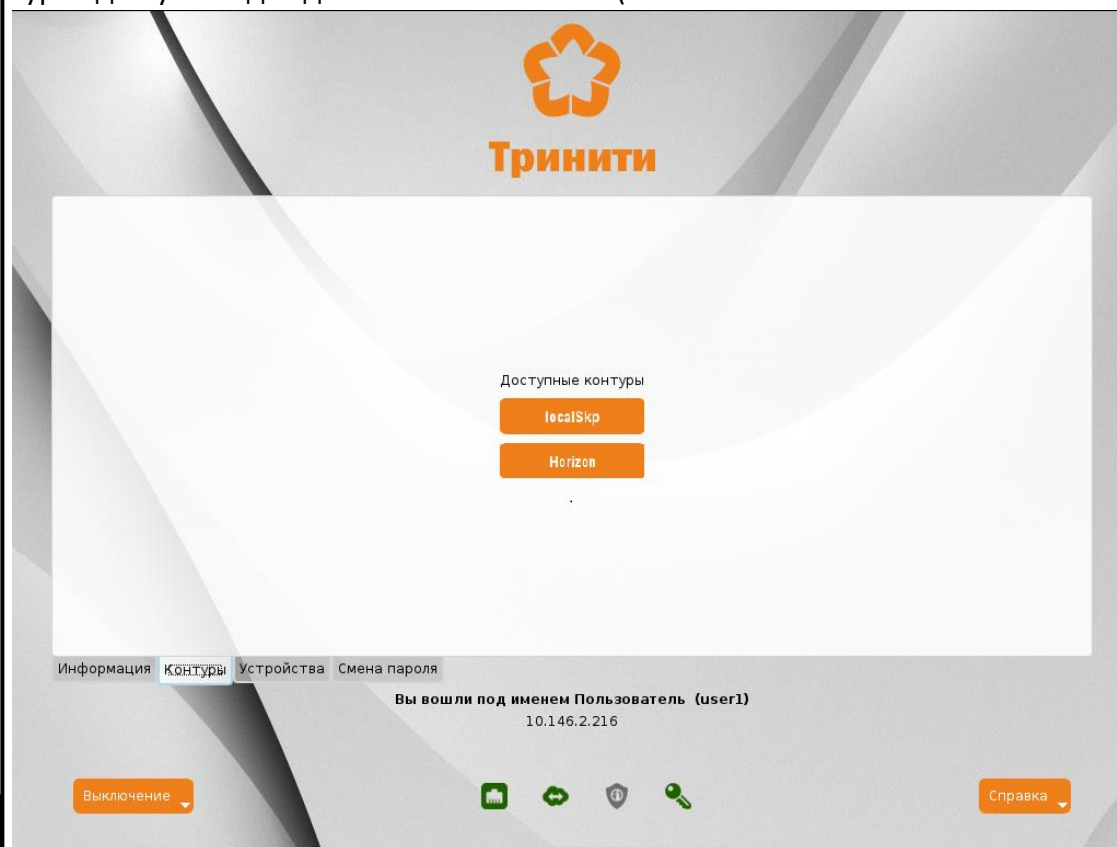 Тринити
Доступные контуры
localSkp
Horizon
.
Информация Контуры Устройства Смена пароля
Вы вошли под именем Пользователь (user1)
10.146.2.216
Выключение
Справка